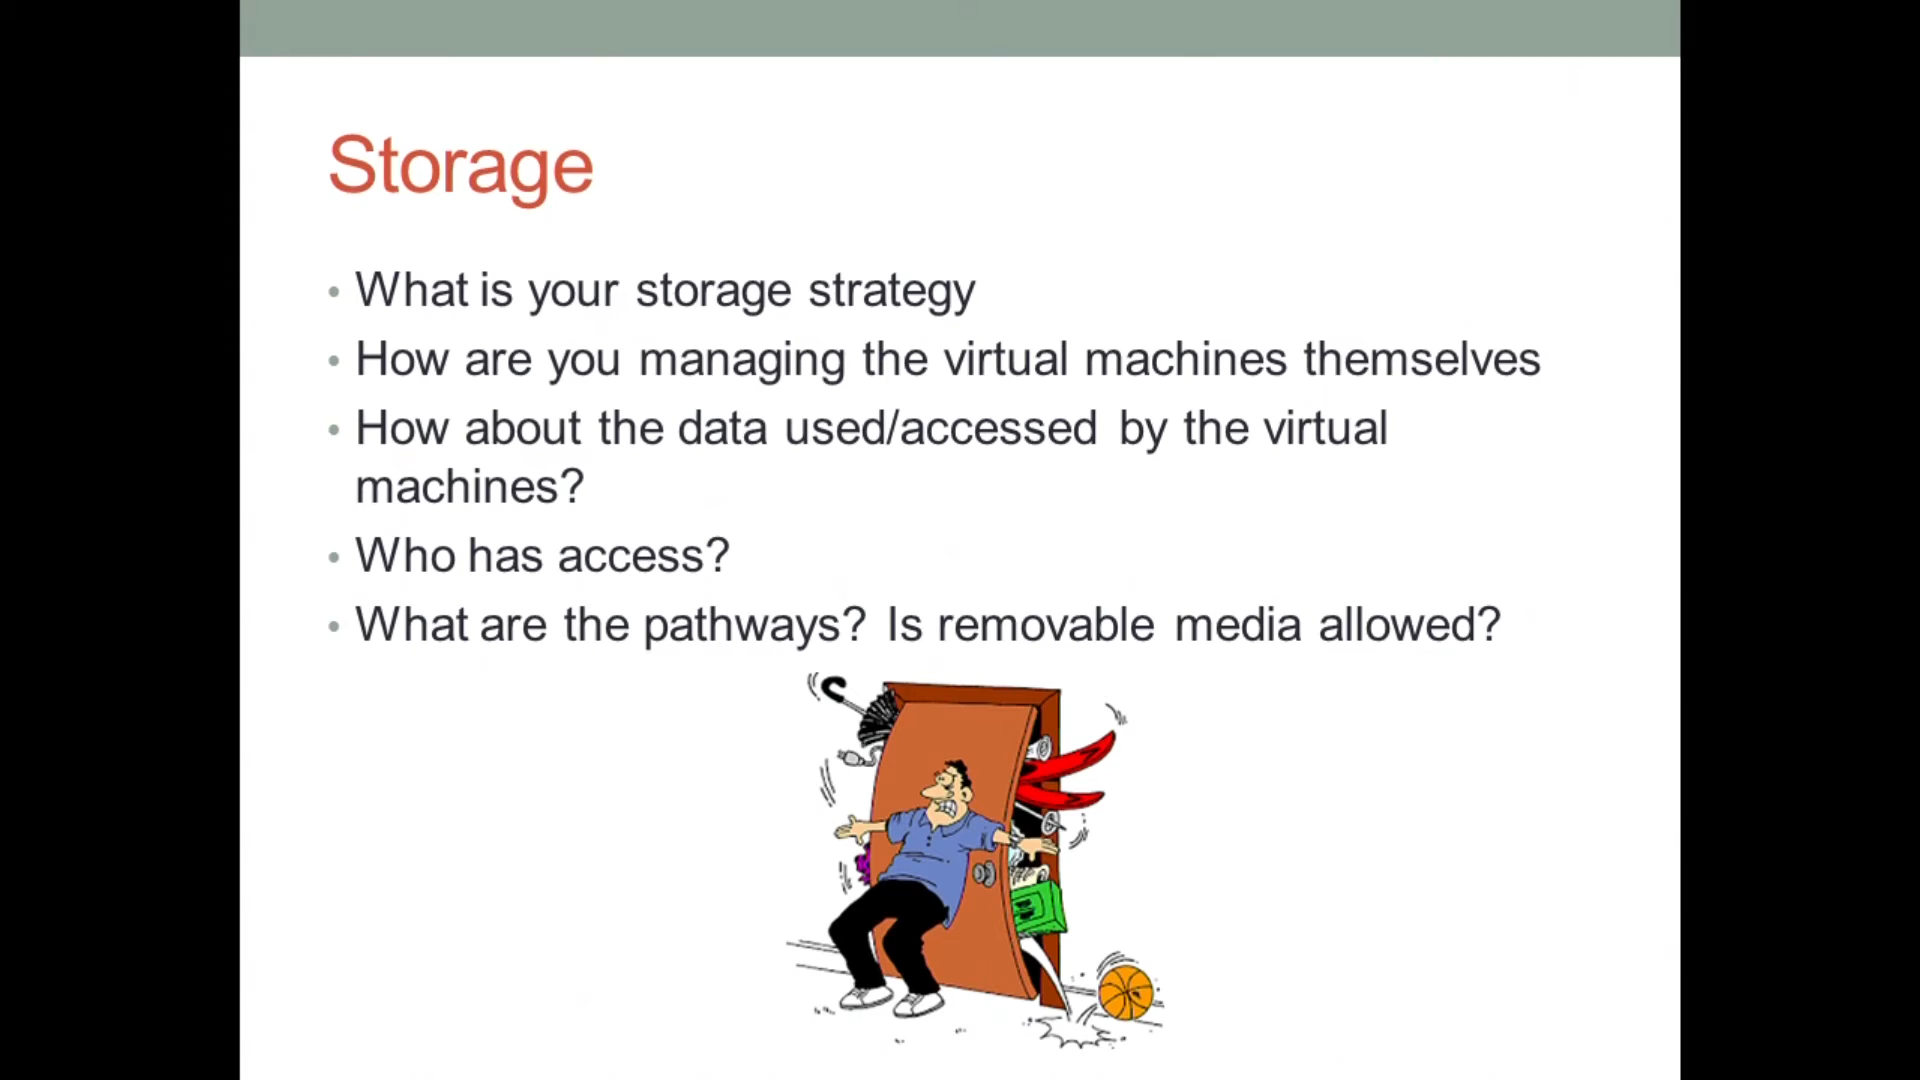 Storage
• What is your storage strategy
• How are you managing the virtual machines themselves
• How about the data used/accessed by the virtual
machines?
• Who has access?
• What are the pathways? Is removable media allowed?